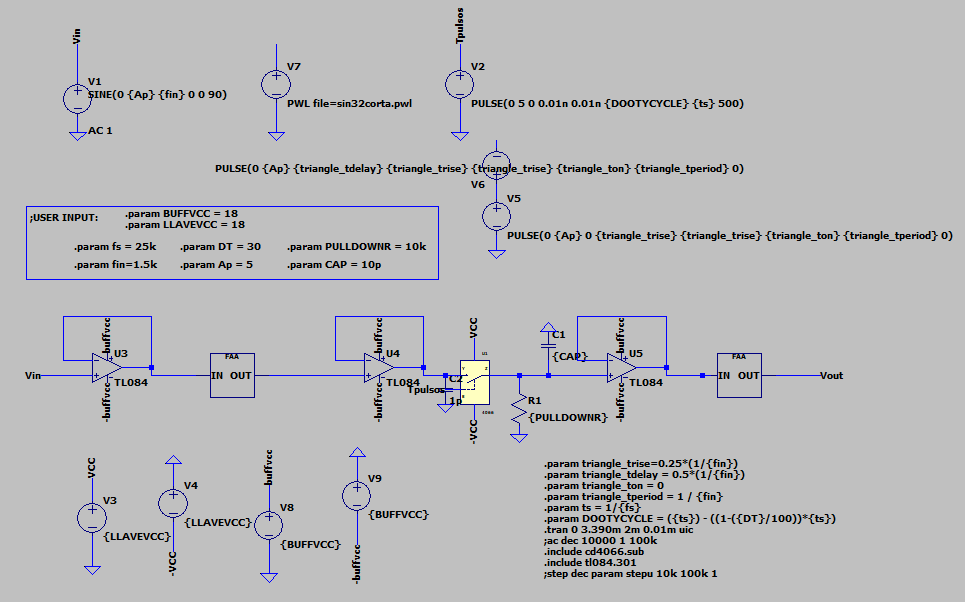 Vin
V1
SINE(0 {Ap} {fin} 0 0 90)
AC 1
V7
PWL file=sin32corta.pwl
Tpulsos
V2
PULSE(0 5 0 0.01n 0.01n {DOOTYCYCLE} {ts} 500)
PULSE(0 {Ap} {triangle_tdelay} {triangle_trise} {triangle_trise} {triangle_ton} {triangle_tperiod} 0)
V6
V5
PULSE(0 {Ap} 0 {triangle_trise} {triangle_trise} {triangle_ton} {triangle_tperiod} 0)
;USER INPUT:
.param BUFFVCC = 18
.param LLAVEVCC = 18
.param fs = 25k .param DT = 30 .param PULLDOWNR = 10k
.param fin=1.5k .param Ap = 5 .param CAP = 10p
Vin
buffvcc
U3
TL084
-buffvcc
FAA
IN OUT
buffvcc
U4
TL084
-buffvcc
Tpulsos
C2
1p
VCC
U1
4066
-VCC
R1
{PULLDOWNR}
C1
{CAP}
buffvcc
U5
TL084
-buffvcc
FAA
IN OUT
Vout
VCC
V3
{LLAVEVCC}
V4
{LLAVEVCC}
-VCC
buffvcc
V8
{BUFFVCC}
V9
{BUFFVCC}
-buffvcc
.param triangle_trise=0.25*(1/{fin})
.param triangle_tdelay = 0.5*(1/{fin})
.param triangle_ton = 0
.param triangle_tperiod = 1 / {fin}
.param ts = 1/{fs}
.param DOOTYCYCLE = ({ts}) - ((1-({DT}/100))*{ts})
.tran 0 3.390m 2m 0.01m uic
;ac dec 10000 1 100k
.include cd4066.sub
.include tl084.301
;step dec param stepu 10k 100k 1